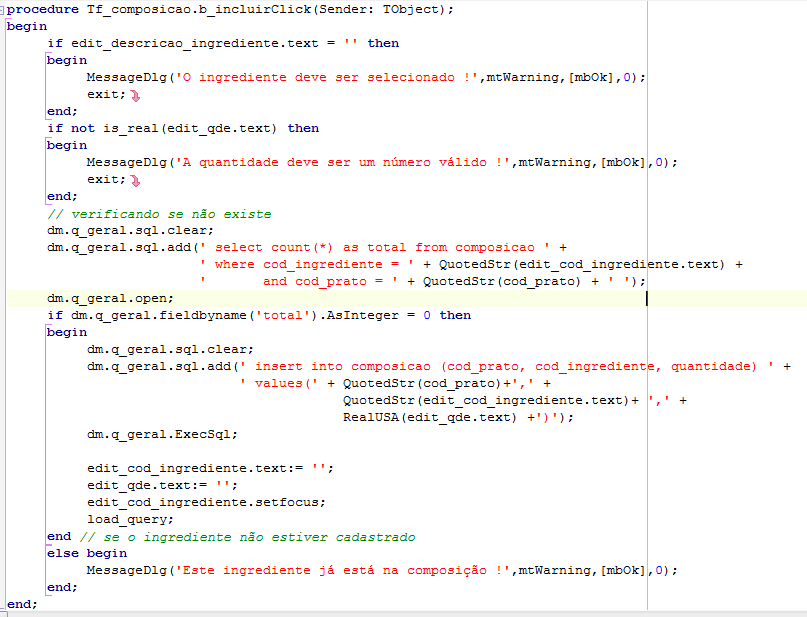 procedure Tf_composicao.b_incluirClick(Sender: TObject);
begin
     if edit_descricao_ingrediente.text = '' then
     begin
          MessageDlg('O ingrediente deve ser selecionado !',mtWarning,[mbOk],0);
          exit;
     end;
     if not is_real(edit_qde.text) then
     begin
          MessageDlg('A quantidade deve ser um número válido !',mtWarning,[mbOk],0);
          exit;
     end;
     // verificando se não existe
     dm.q_geral.sql.clear;
     dm.q_geral.sql.add(' select count(*) as total from composicao ' +
                        ' where cod_ingrediente = ' + QuotedStr(edit_cod_ingrediente.text) +
                        '       and cod_prato = ' + QuotedStr(cod_prato) + ' ');
     dm.q_geral.open;
     if dm.q_geral.fieldbyname('total').AsInteger = 0 then
     begin
          dm.q_geral.sql.clear;
          dm.q_geral.sql.add(' insert into composicao (cod_prato, cod_ingrediente, quantidade) ' +
                             ' values(' + QuotedStr(cod_prato)+',' +
                                          QuotedStr(edit_cod_ingrediente.text)+ ',' +
                                          RealUSA(edit_qde.text) +')');
          dm.q_geral.ExecSql;

          edit_cod_ingrediente.text:= '';
          edit_qde.text:= '';
          edit_cod_ingrediente.setfocus;
          load_query;
     end // se o ingrediente não estiver cadastrado
     else begin
          MessageDlg('Este ingrediente já está na composição !',mtWarning,[mbOk],0);
     end;
end;